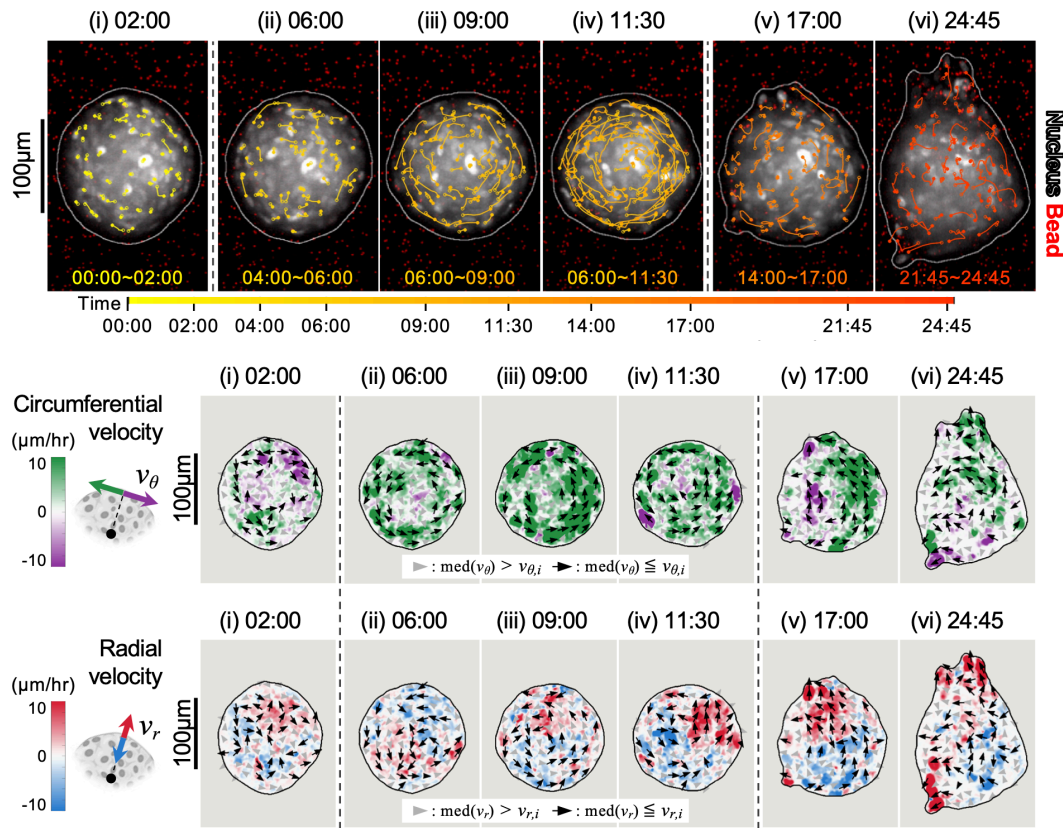 (i) 02:00 (ii) 06:00 (iii) 09:00 (iv) 11:30 (v) 17:00 (vi) 24:45
100μm
00:00~02:00 04:00~06:00 06:00~09:00 06:00~11:30 14:00~17:00 21:45~24:45
Nucleus Bead
Time
00:00 02:00 04:00 06:00 09:00 11:30 14:00 17:00 21:45 24:45
(i) 02:00 (ii) 06:00 (iii) 09:00 (iv) 11:30 (v) 17:00 (vi) 24:45
Circumferential
velocity
(μm/hr)
10
0
-10
vθ
100μm
: med(vθ) > vθ,i : med(vθ) ≦ vθ,i
(i) 02:00 (ii) 06:00 (iii) 09:00 (iv) 11:30 (v) 17:00 (vi) 24:45
Radial
velocity
(μm/hr)
10
0
-10
vr
100μm
: med(vr) > vr,i : med(vr) ≦ vr,i